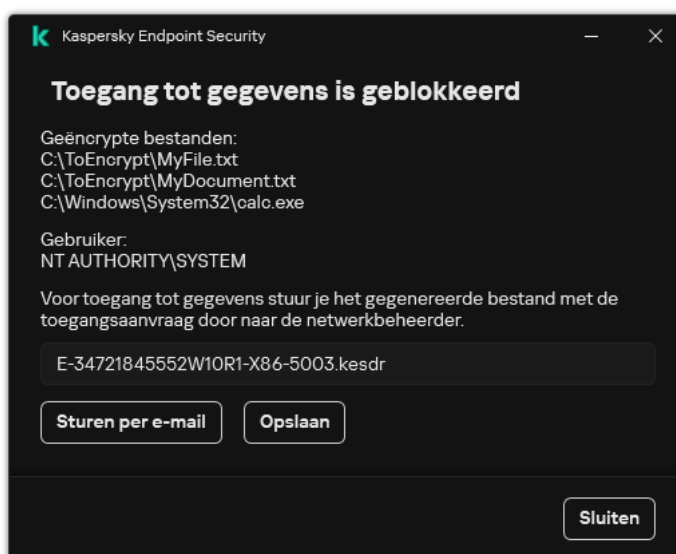 Kaspersky Endpoint Security
Toegang tot gegevens is geblokkeerd
Geëncrypte bestanden:
C:\ToEncrypt\MyFile.txt
C:\ToEncrypt\MyDocument.txt
C:\Windows\System32\calc.exe
Gebruiker:
NT AUTHORITY\SYSTEM
Voor toegang tot gegevens stuur je het gegenereerde bestand met de
toegangsaanvraag door naar de netwerkbeheerder.
E-34721845552W10R1-X86-5003.kesdr
Sturen per e-mail Opslaan
Sluiten